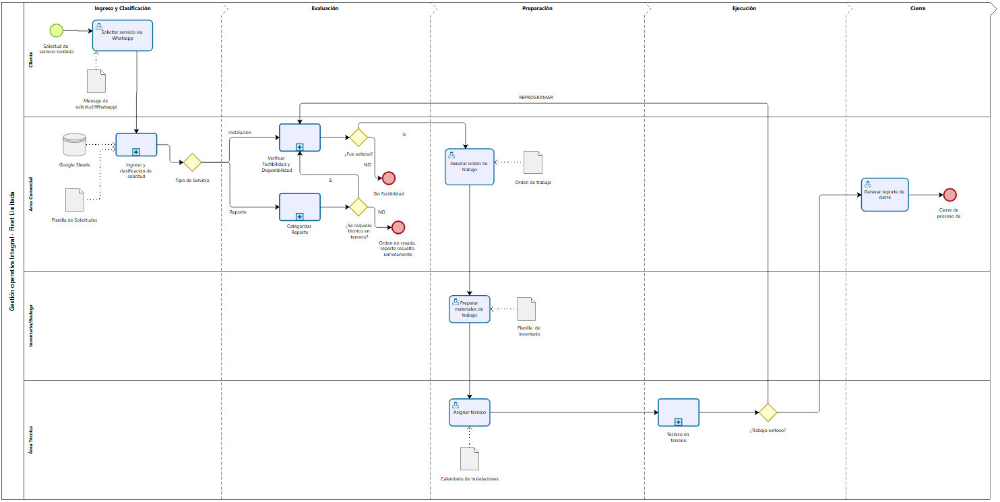 Gestión operativa Integral - Finet Limitada
Ingreso y Clasificación
Evaluación
Preparación
Ejecución
Cierre
Cliente
Solicitud de
servicio recibida
Solicitar servicio via
Whatsapp
Mensaje de
solicitud(Whatsapp)
REPROGRAMAR
Area Comercial
Google Sheets
Planilla de Solicitudes
Ingreso y
clasificación de
solicitud
Tipo de Servicio
Instalación
Reporte
Verificar
Factibilidad y
Disponibilidad
¿Fue exitoso?
SI
NO
Sin Factiblidad
SI
Categorizar
Reporte
¿Se requiere
técnico en
terreno?
NO
Orden no creada,
reporte resuelto
remotamente
Generar orden de
trabajo
Orden de trabajo
Generar reporte de
cierre
Cierre de
proceso de
Inventario/Bodega
Preparar
materiales de
trabajo
Planilla de
inventario
Área Técnica
Asignar técnico
Calendario de Instalaciones
Técnico en
terreno
¿Trabajo exitoso?